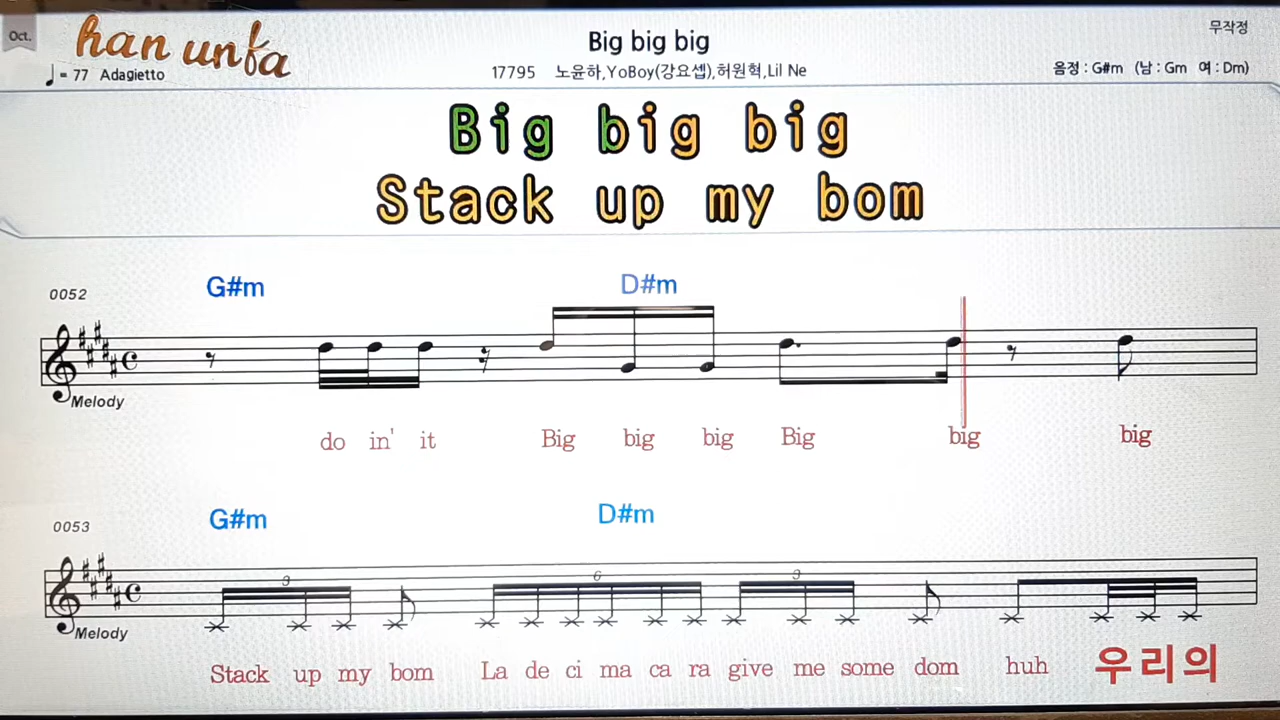 Oct.
han unfa
= 77 Adagietto
Big big big
17795 노윤하,YoBoy(강요셉),허원혁,Lil Ne
무작정
음정 : G#m (남 : Gm 여 : Dm)
Big big big
Stack up my bom
0052 G#m D#m
Melody
do in' it Big big big Big big big
0053 G#m D#m
3 6 3
Melody
Stack up my bom La de ci ma ca ra give me some dom huh 우리의